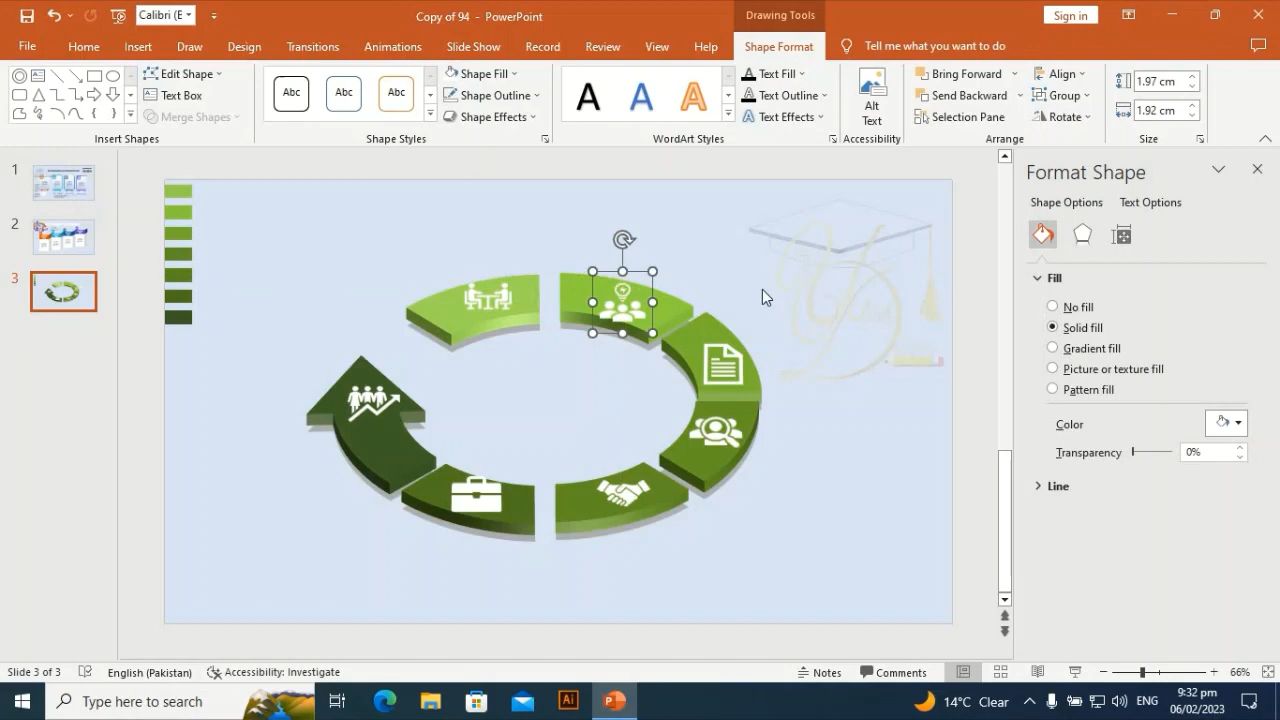 Calibri (E
Copy of 94 - PowerPoint
Drawing Tools
Sign in
File
Home
Insert
Draw
Design
Transitions
Animations
Slide Show
Record
Review
View
Help
Shape Format
Tell me what you want to do
Edit Shape
Text Box
Merge Shapes
Insert Shapes
Abc
Abc
Abc
Shape Fill
Shape Outline
Shape Effects
Shape Styles
A
A
A
Text Fill
Text Outline
Text Effects
WordArt Styles
Alt
Text
Accessibility
Bring Forward
Send Backward
Selection Pane
Align
Group
Rotate
Arrange
1.97 cm
1.92 cm
Size
1
2
3
Format Shape
Shape Options
Text Options
Fill
No fill
Solid fill
Gradient fill
Picture or texture fill
Pattern fill
Color
Transparency
0%
Line
Slide 3 of 3
English (Pakistan)
Accessibility: Investigate
Notes
Comments
66%
Type here to search
Ai
14°C Clear
ENG
9:32 pm
06/02/2023